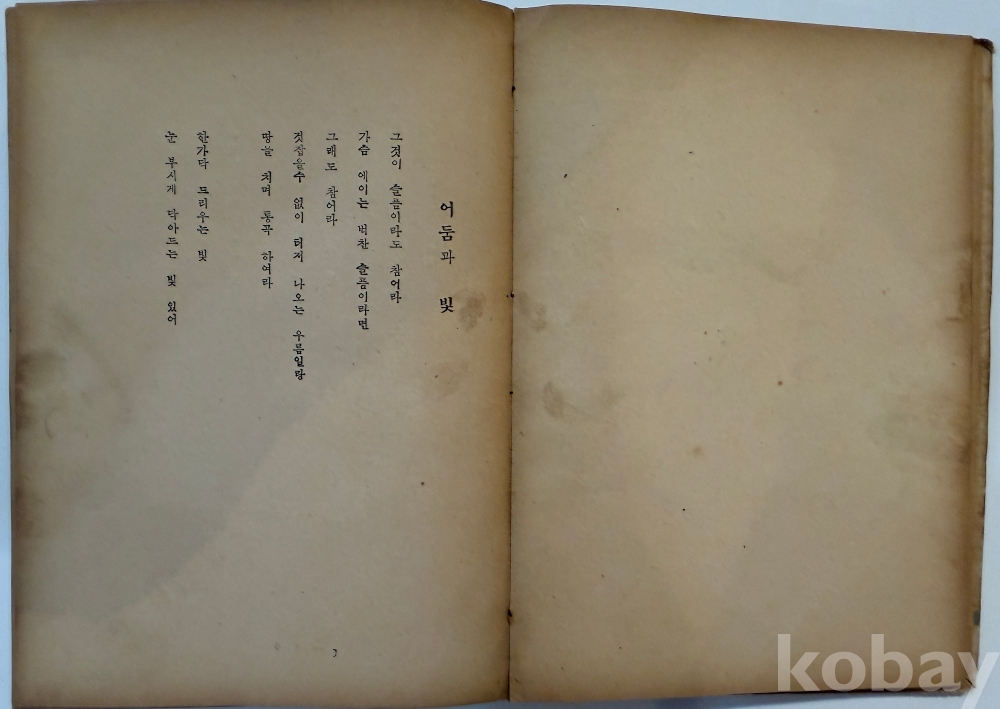 어둠과 빛
그것이 슬픔이라도 참어라
가슴 에이는 벅찬 슬픔이라면
그래도 참어라
것잡을수 없이 터저 나오는 우름일랑
땅을 치며 통곡 하여라
한가닥 드리우는 빛
눈 부시게 닥아드는 빛 있어
kobay